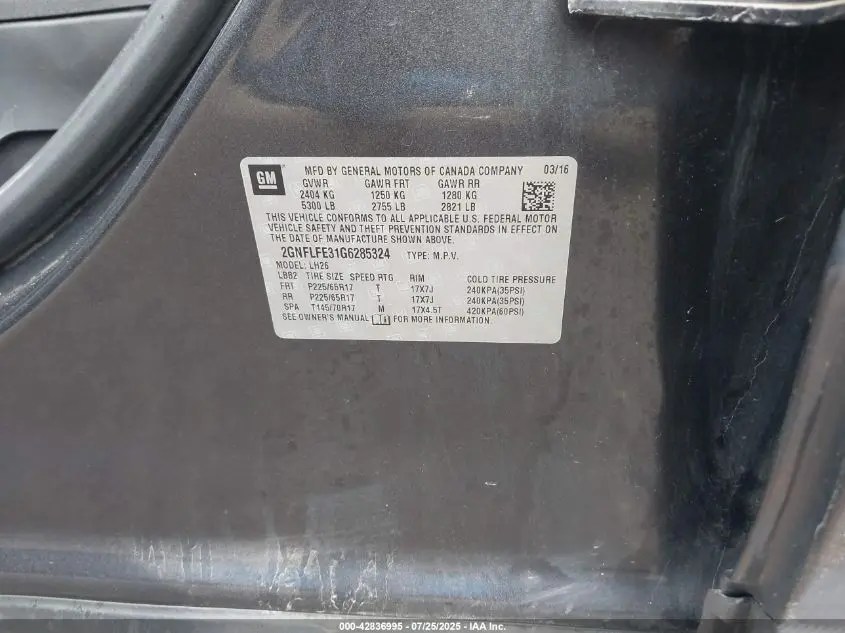 GM
MFD BY GENERAL MOTORS OF CANADA COMPANY 03/16
GVWR GAWR FRT GAWR RR
2404 KG 1250 KG 1280 KG
5300 LB 2755 LB 2821 LB
THIS VEHICLE CONFORMS TO ALL APPLICABLE U.S. FEDERAL MOTOR
VEHICLE SAFETY AND THEFT PREVENTION STANDARDS IN EFFECT ON
THE DATE OF MANUFACTURE SHOWN ABOVE.
2GNFLFE31G6285324 TYPE: M.P.V.
MODEL: LH26
LBB2 TIRE SIZE SPEED RTG RIM COLD TIRE PRESSURE
FRT P225/65R17 T 17X7J 240KPA(35PSI)
RR P225/65R17 T 17X7J 240KPA(35PSI)
SPA T145/70R17 M 17X4.5T 420KPA(60PSI)
SEE OWNER'S MANUAL FOR MORE INFORMATION.
000-42836995 - 07/25/2025 - IAA Inc.